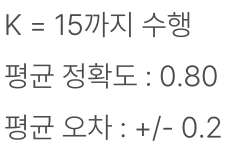 K = 15까지 수행
평균 정확도 : 0.80
평균 오차 : +/- 0.2